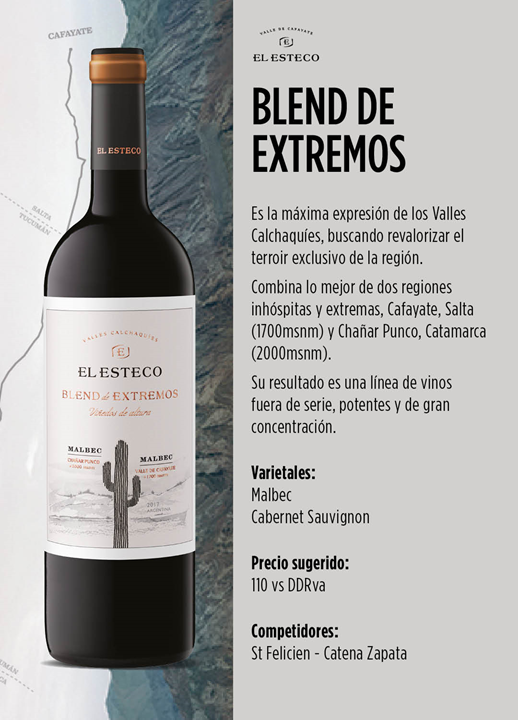 CAFAYATE
SALTA
TUCUMÁN
EL ESTECO
VALLES CALCHAQUÍES
E
EL ESTECO
BLEND de EXTREMOS
Viñedos de altura
MALBEC
CHAÑAR PUNCO
MALBEC
VALLE DE CAFAYATE
2017
ARGENTINA
VALLE DE CAFAYATE
E
EL ESTECO
BLEND DE
EXTREMOS
Es la máxima expresión de los Valles
Calchaquíes, buscando revalorizar el
terroir exclusivo de la región.
Combina lo mejor de dos regiones
inhóspitas y extremas, Cafayate, Salta
(1700msnm) y Chañar Punco, Catamarca
(2000msnm).
Su resultado es una línea de vinos
fuera de serie, potentes y de gran
concentración.
Varietales:
Malbec
Cabernet Sauvignon
Precio sugerido:
110 vs DDRva
Competidores:
St Felicien - Catena Zapata